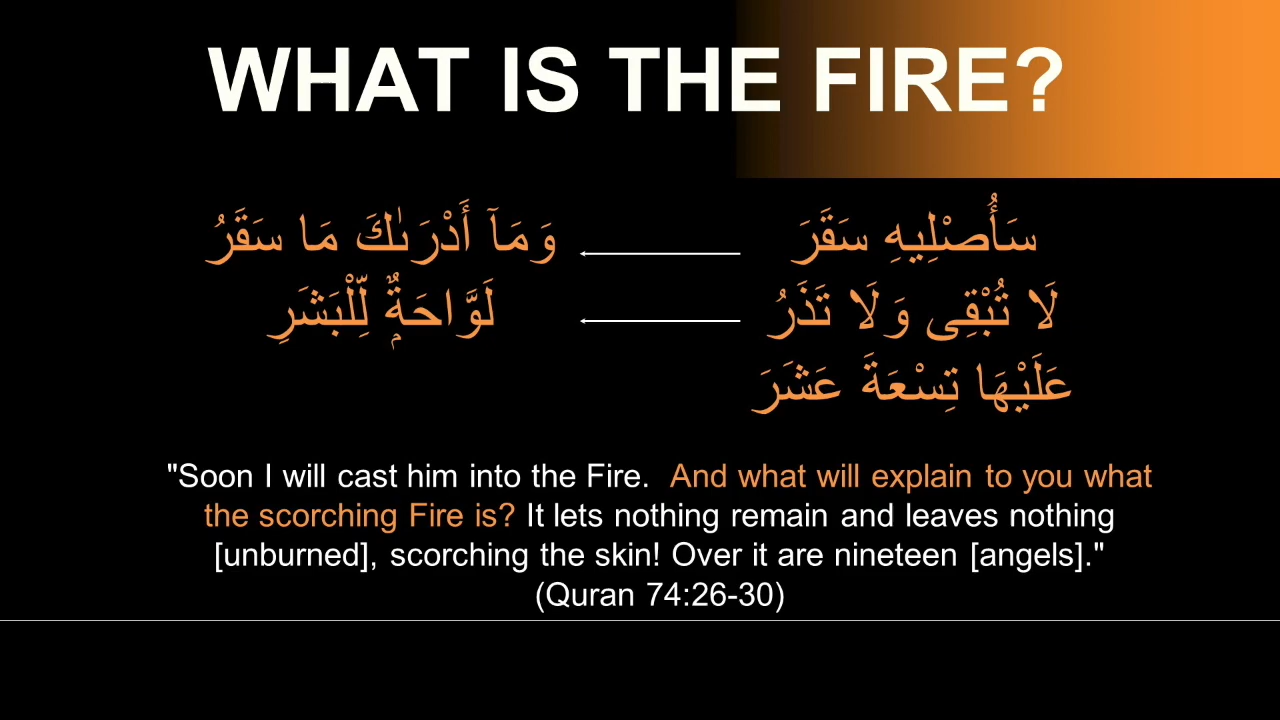 WHAT IS THE FIRE?
سَأُصْلِيهِ سَقَرَ
وَمَآ أَدْرَىٰكَ مَا سَقَرُ
لَا تُبْقِى وَلَا تَذَرُ
لَوَّاحَةٌۭ لِّلْبَشَرِ
عَلَيْهَا تِسْعَةَ عَشَرَ
"Soon I will cast him into the Fire.  And what will explain to you what
the scorching Fire is? It lets nothing remain and leaves nothing
[unburned], scorching the skin! Over it are nineteen [angels]."
(Quran 74:26-30)